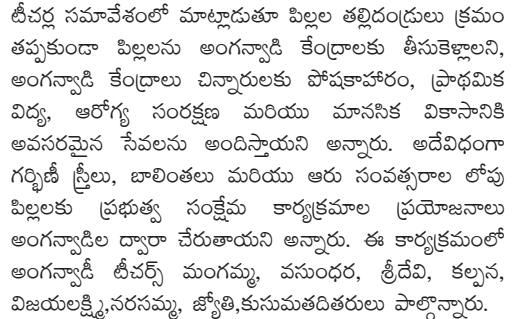 టీచర్ల సమావేశంలో మాట్లాడుతూ పిల్లల తల్లిదండ్రులు క్రమం
తప్పకుండా పిల్లలను అంగన్వాడి కేంద్రాలకు తీసుకెళ్లాలని,
అంగన్వాడి కేంద్రాలు చిన్నారులకు పోషకాహారం, ప్రాథమిక
విద్య, ఆరోగ్య సంరక్షణ మరియు మానసిక వికాసానికి
అవసరమైన సేవలను అందిస్తాయని అన్నారు. అదేవిధంగా
గర్భిణీ స్త్రీలు, బాలింతలు మరియు ఆరు సంవత్సరాల లోపు
పిల్లలకు ప్రభుత్వ సంక్షేమ కార్యక్రమాల ప్రయోజనాలు
అంగన్వాడిల ద్వారా చేరుతాయని అన్నారు. ఈ కార్యక్రమంలో
అంగన్వాడీ టీచర్స్ మంగమ్మ, వసుంధర, శ్రీదేవి, కల్పన,
విజయలక్ష్మి,నరసమ్మ, జ్యోతి,కుసుమతదితరులు పాల్గొన్నారు.